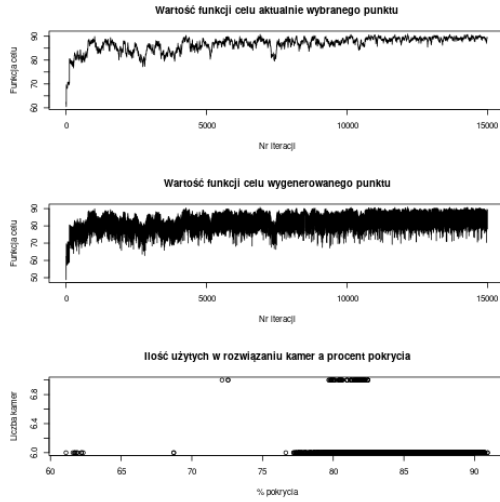 Wartość funkcji celu aktualnie wybranego punktu
Funkcja celu
60 70 80 90
0 5000 10000 15000
Nr iteracji
Wartość funkcji celu wygenerowanego punktu
Funkcja celu
50 60 70 80 90
0 5000 10000 15000
Nr iteracji
Ilość użytych w rozwiązaniu kamer a procent pokrycia
Liczba kamer
6.0 6.4 6.8
60 65 70 75 80 85 90
% pokrycia